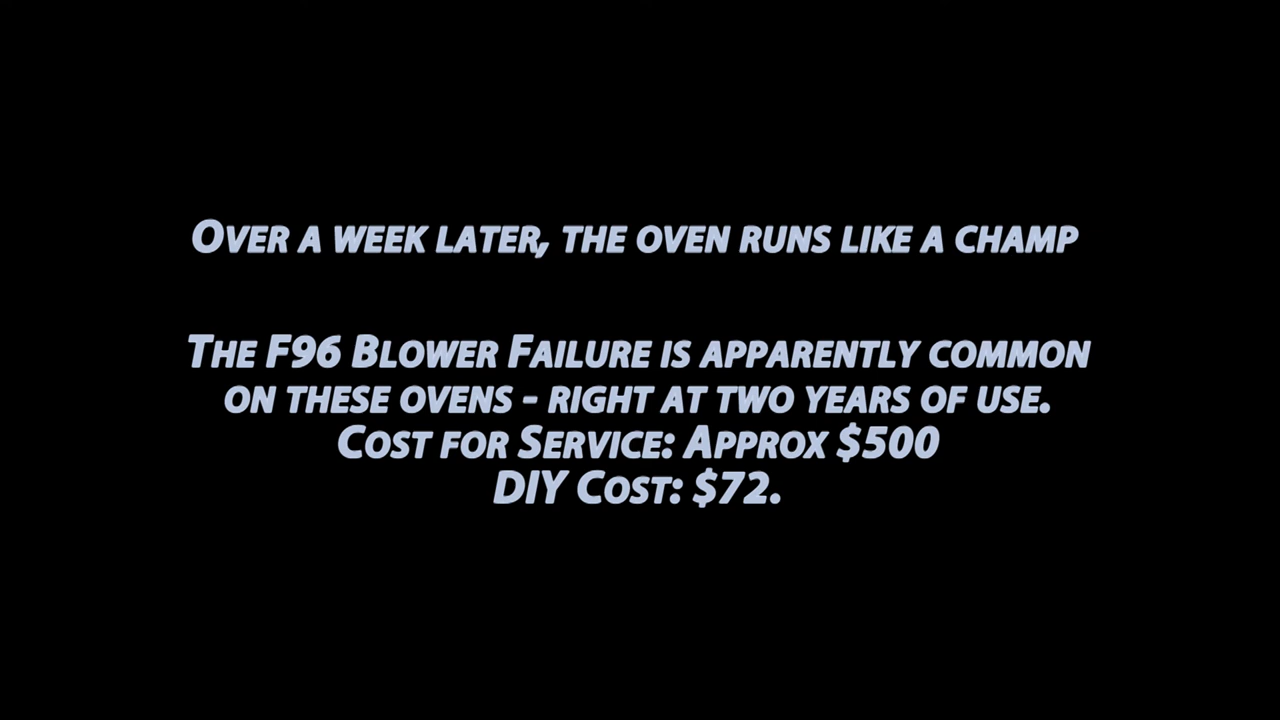 Over a week later, the oven runs like a champ
The F96 Blower Failure is apparently common
on these ovens - right at two years of use.
Cost for Service: Approx $500
DIY Cost: $72.